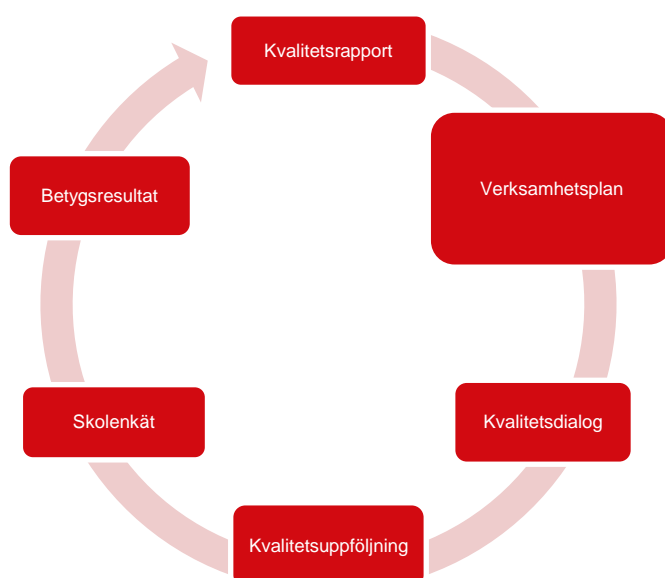 Kvalitetsrapport
Verksamhetsplan
Kvalitetsdialog
Kvalitetsuppföljning
Skolenkät
Betygsresultat